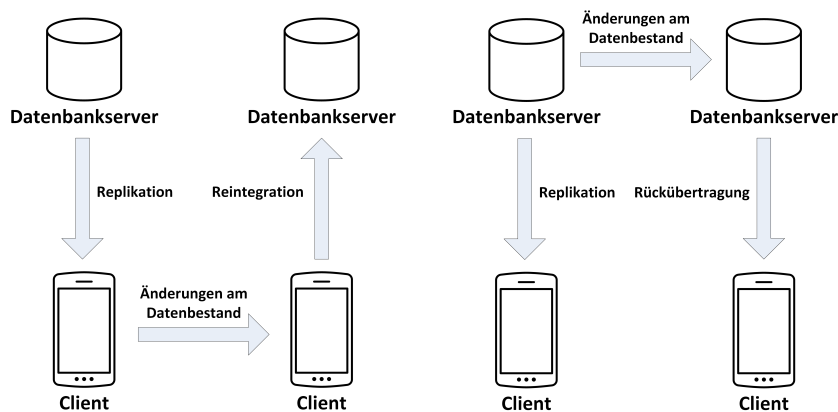 Änderungen am
Datenbestand
Datenbankserver
Datenbankserver
Datenbankserver
Datenbankserver
Replikation
Reintegration
Replikation
Rückübertragung
Änderungen am
Datenbestand
Client
Client
Client
Client